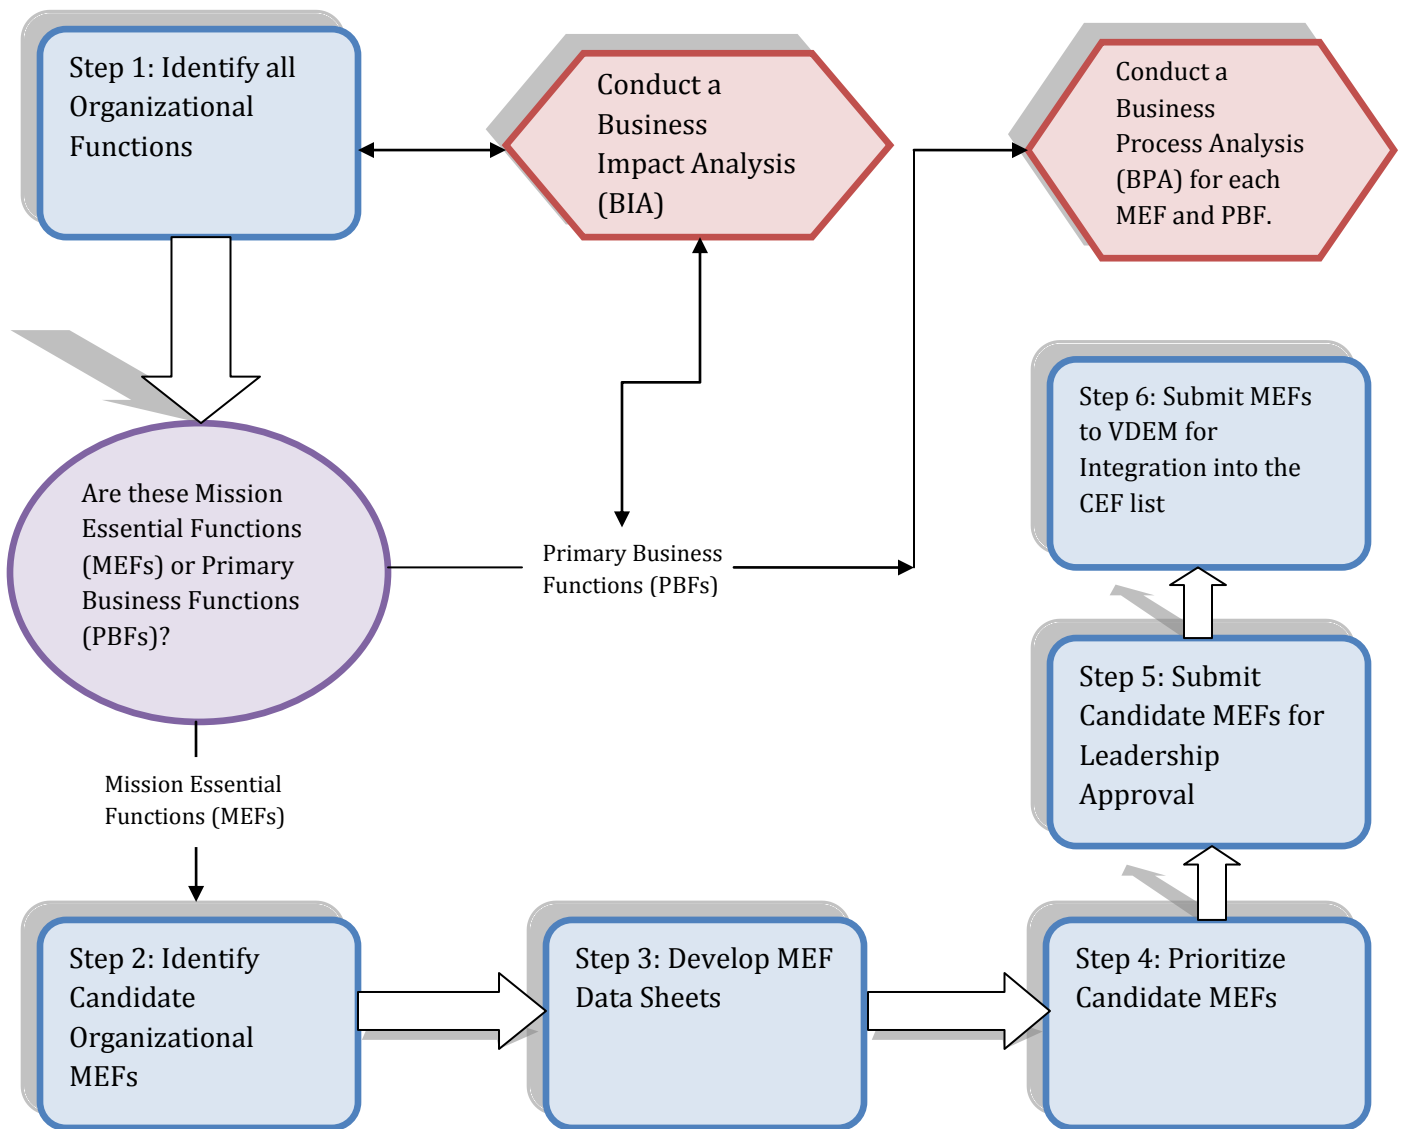 Step 1: Identify all
Organizational
Functions
Conduct a
Business
Impact Analysis
(BIA)
Conduct a
Business
Process Analysis
(BPA) for each
MEF and PBF.
Are these Mission
Essential Functions
(MEFs) or Primary
Business Functions
(PBFs)?
Primary Business
Functions (PBFs)
Step 6: Submit MEFs
to VDEM for
Integration into the
CEF list
Step 5: Submit
Candidate MEFs for
Leadership
Approval
Mission Essential
Functions (MEFs)
Step 2: Identify
Candidate
Organizational
MEFs
Step 3: Develop MEF
Data Sheets
Step 4: Prioritize
Candidate MEFs